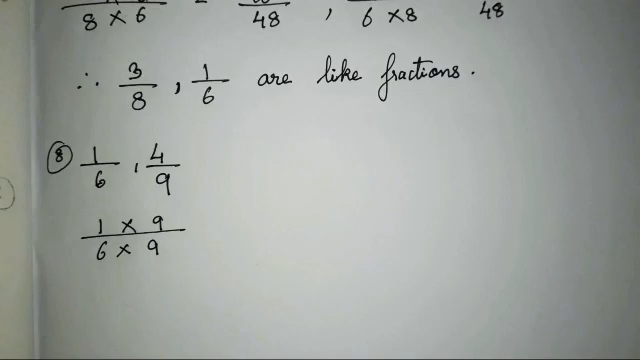 8 × 6 48 , 6 × 8 48
∴ 3/8 , 1/6 are like fractions.
8 1/6 , 4/9
1 × 9 / 6 × 9